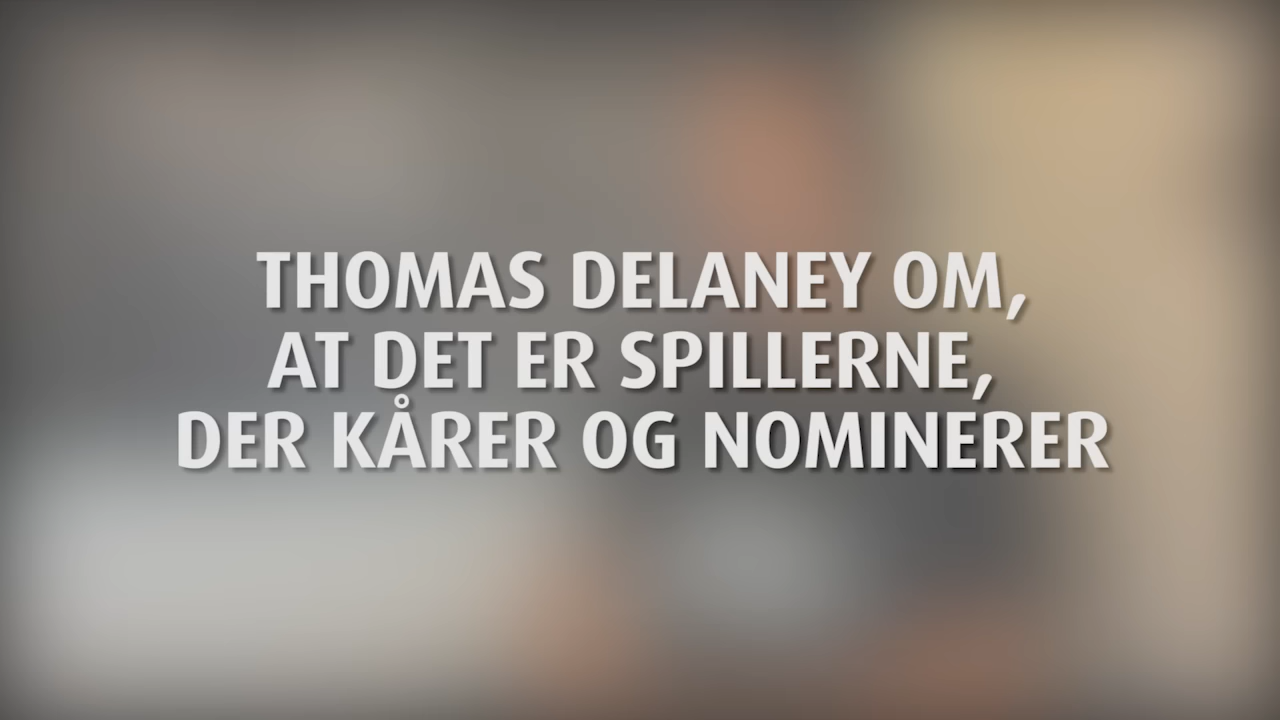 THOMAS DELANEY OM,
AT DET ER SPILLERNE,
DER KÅRER OG NOMINERER